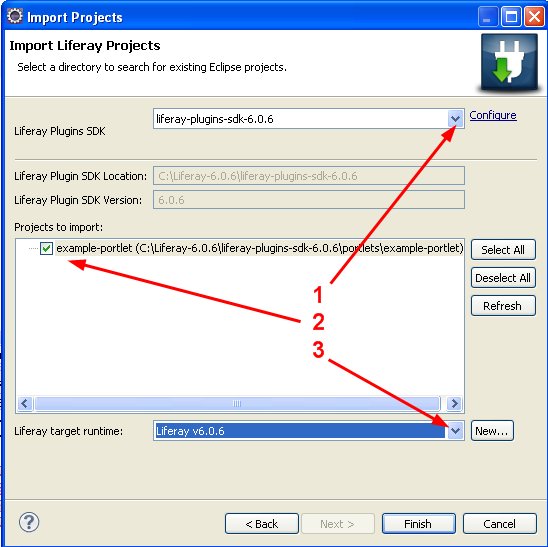 Import Projects
Import Liferay Projects
Select a directory to search for existing Eclipse projects.
Liferay Plugins SDK
liferay-plugins-sdk-6.0.6
Configure
Liferay Plugin SDK Location:
C:\Liferay-6.0.6\liferay-plugins-sdk-6.0.6
Liferay Plugin SDK Version:
6.0.6
Projects to import:
example-portlet (C:\Liferay-6.0.6\liferay-plugins-sdk-6.0.6\portlets\example-portlet)
Select All
Deselect All
Refresh
1
2
3
Liferay target runtime:
Liferay v6.0.6
New...
?
< Back
Next >
Finish
Cancel